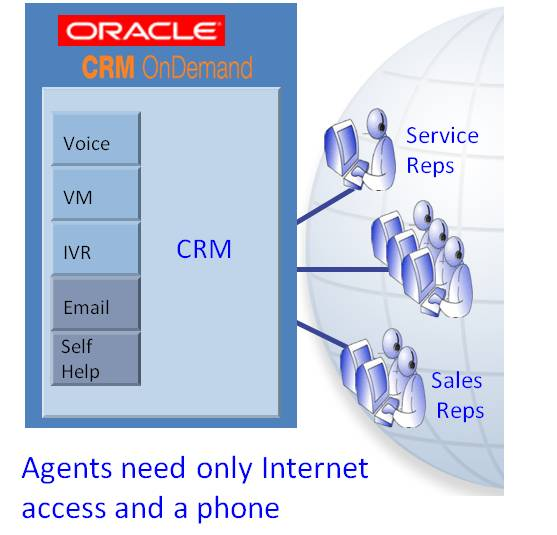 ORACLE
CRM OnDemand
Voice
VM
IVR
Email
Self
Help
CRM
Service
Reps
Sales
Reps
Agents need only Internet
access and a phone